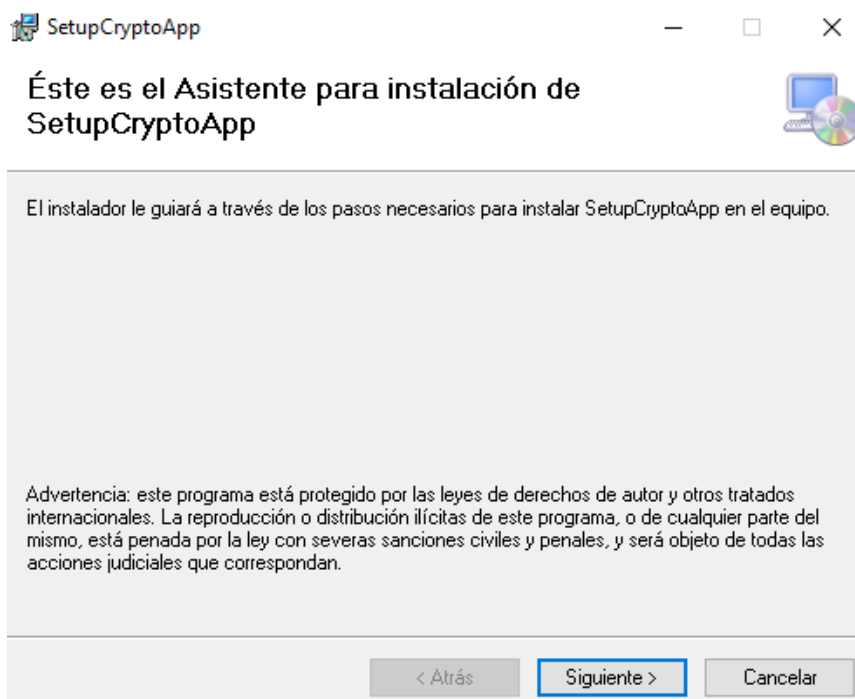 SetupCryptoApp
Éste es el Asistente para instalación de
SetupCryptoApp
El instalador le guiará a través de los pasos necesarios para instalar SetupCryptoApp en el equipo.
Advertencia: este programa está protegido por las leyes de derechos de autor y otros tratados
internacionales. La reproducción o distribución ilícitas de este programa, o de cualquier parte del
mismo, está penada por la ley con severas sanciones civiles y penales, y será objeto de todas las
acciones judiciales que correspondan.
< Atrás Siguiente > Cancelar